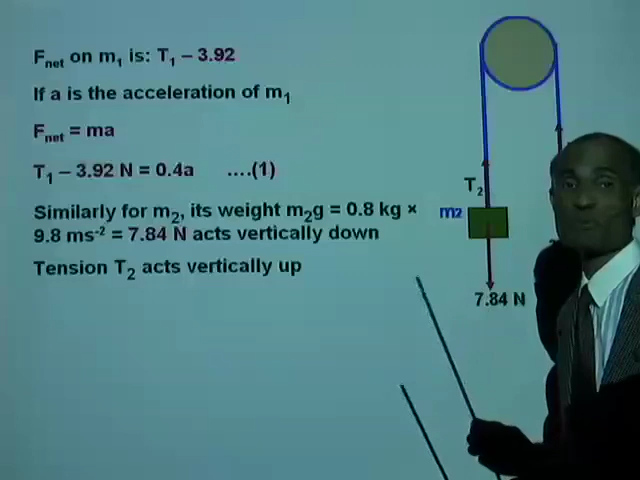 Fnet on m1 is: T1 – 3.92
If a is the acceleration of m1
Fnet = ma
T1 – 3.92 N = 0.4a ....(1)
Similarly for m2, its weight m2g = 0.8 kg ×
9.8 ms-2 = 7.84 N acts vertically down
Tension T2 acts vertically up
T2
m2
7.84 N